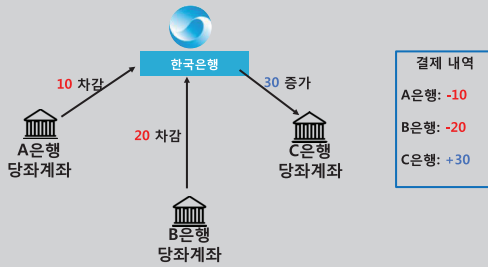 한국은행
10 차감
30 증가
20 차감
A은행
당좌계좌
C은행
당좌계좌
B은행
당좌계좌
결제 내역
A은행: -10
B은행: -20
C은행: +30